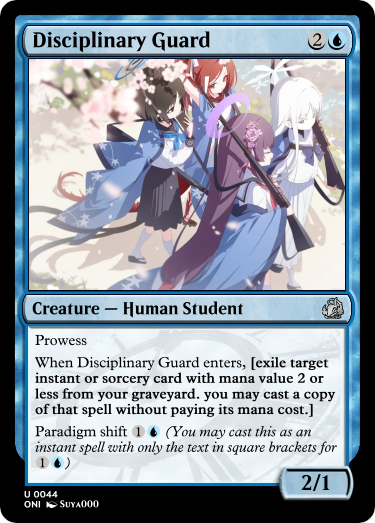 Disciplinary Guard 2
Creature — Human Student
Prowess
When Disciplinary Guard enters, [exile target
instant or sorcery card with mana value 2 or
less from your graveyard. you may cast a copy
of that spell without paying its mana cost.]
Paradigm shift 1 (You may cast this as an
instant spell with only the text in square brackets for
1 )
2/1
U 0044
ONI Suya000